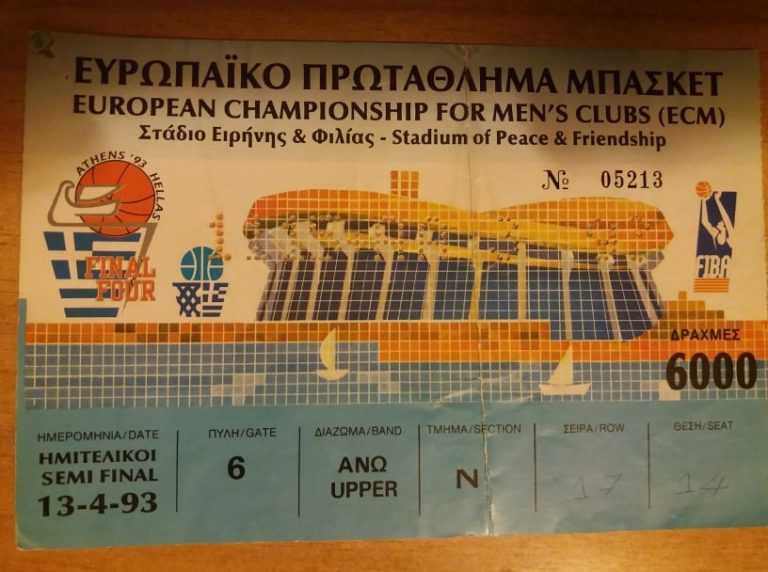 ΕΥΡΩΠΑΪΚΟ ΠΡΩΤΑΘΛΗΜΑ ΜΠΑΣΚΕΤ
EUROPEAN CHAMPIONSHIP FOR MEN'S CLUBS (ECM)
Στάδιο Ειρήνης & Φιλίας - Stadium of Peace & Friendship
ATHENS '93 HELLAS
FINAL FOUR
№ 05213
FIBA
ΔΡΑΧΜΕΣ
6000
ΗΜΕΡΟΜΗΝΙΑ/DATE
ΗΜΙΤΕΛΙΚΟΙ
SEMI FINAL
13-4-93
ΠΥΛΗ/GATE
6
ΔΙΑΖΩΜΑ/BAND
ΑΝΩ
UPPER
ΤΜΗΜΑ/SECTION
N
ΣΕΙΡΑ/ROW
17
ΘΕΣΗ/SEAT
14